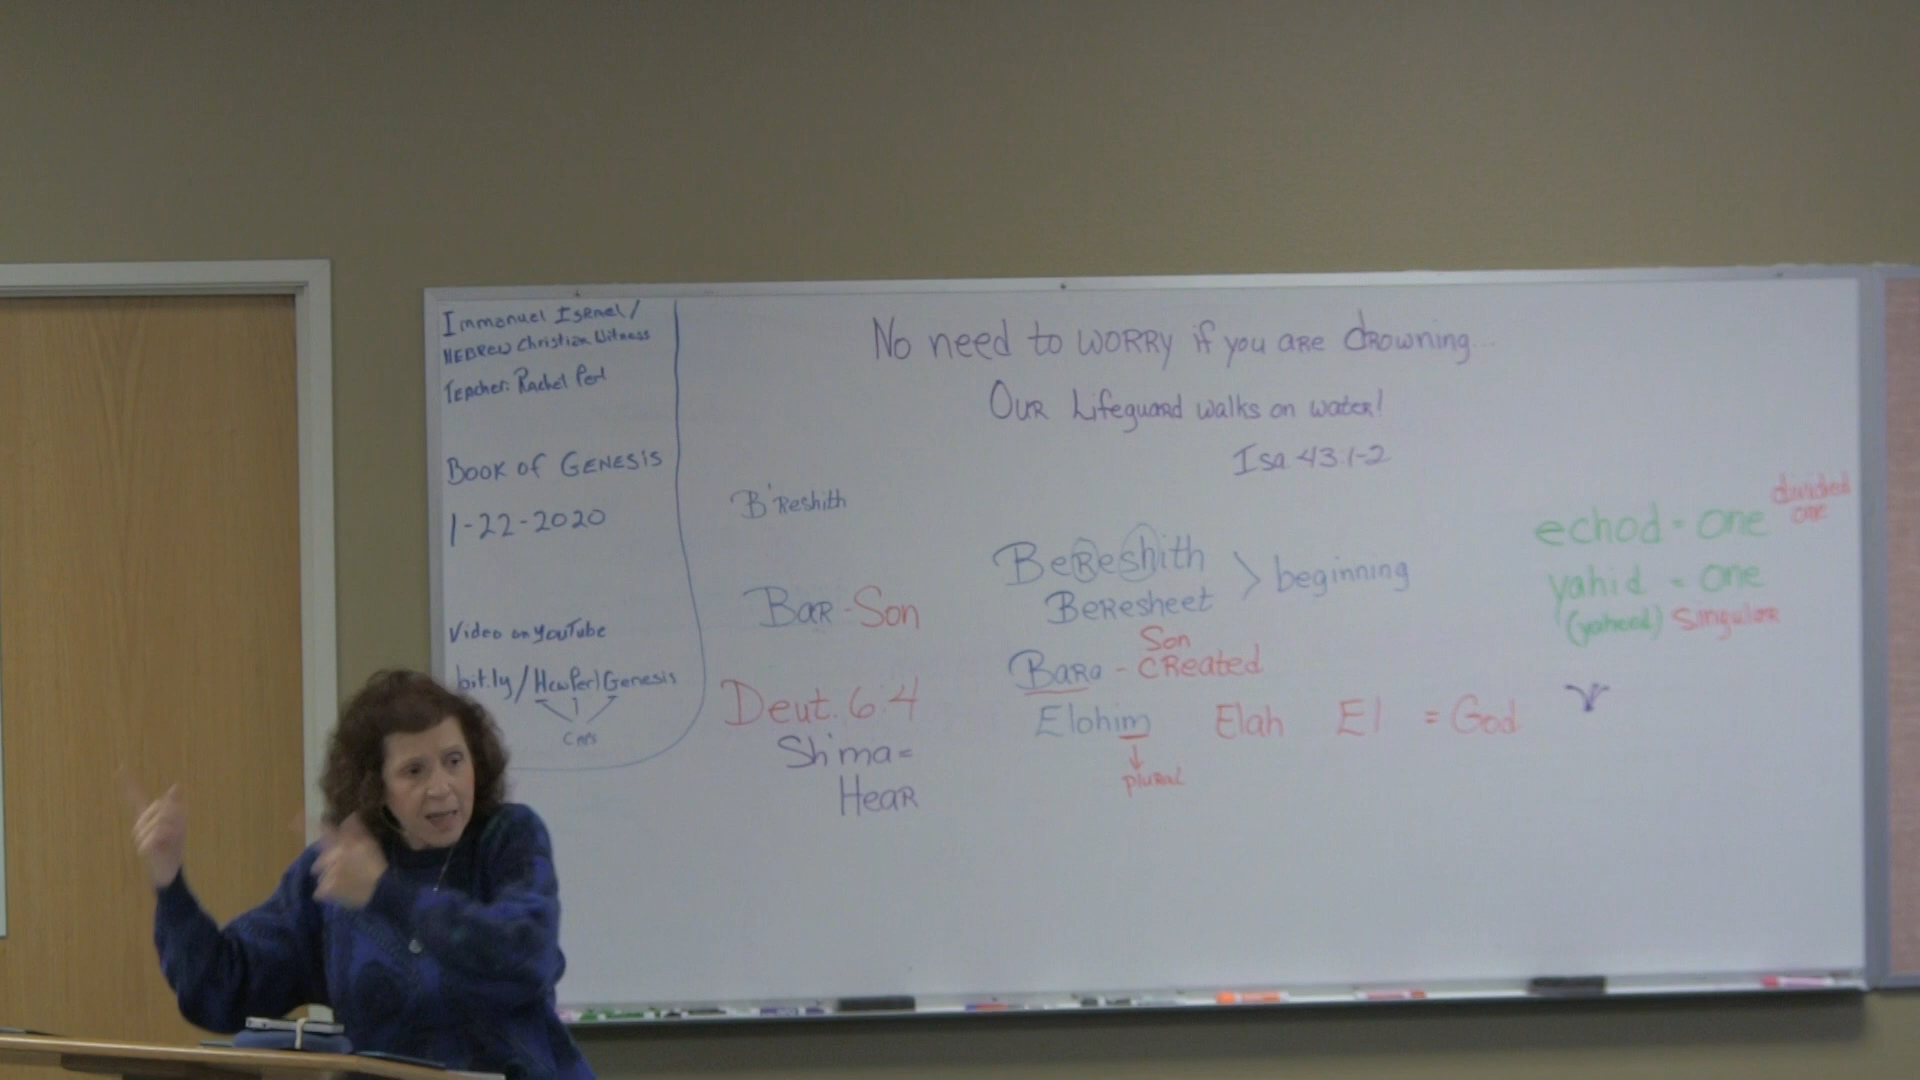 Immanuel Israel/
HEBREW Christian Witness
Teacher: Rachel Perl
BOOK OF GENESIS
1-22-2020
Video on YouTube
bit.ly/HcwPerlGenesis
CAPS
No need to WORRY if you are drowning...
Our Lifeguard walks on water!
Isa 43:1-2
B'Reshith
BeReshith > beginning
BeResheet
Bar - Son
Son
Bara - CReated
Deut. 6:4
Sh'ma =
Hear
Elohim Elah El = God
plural
echod = one divided one
yahid = one
(yaheed) Singular